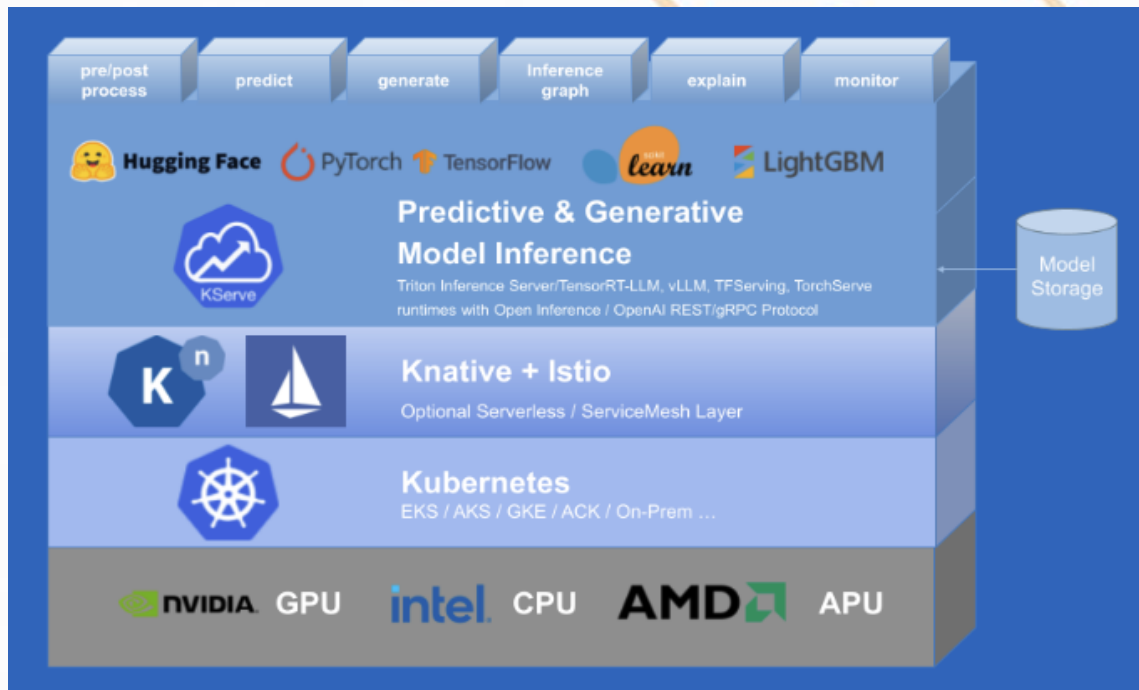 pre/post
process
predict
generate
Inference
graph
explain
monitor
Hugging Face
PyTorch
TensorFlow
scikit
learn
LightGBM
KServe
Predictive & Generative
Model Inference
Triton Inference Server/TensorRT-LLM, vLLM, TFServing, TorchServe
runtimes with Open Inference / OpenAI REST/gRPC Protocol
Model
Storage
K
n
Knative + Istio
Optional Serverless / ServiceMesh Layer
Kubernetes
EKS / AKS / GKE / ACK / On-Prem ...
NVIDIA. GPU
intel. CPU
AMD APU